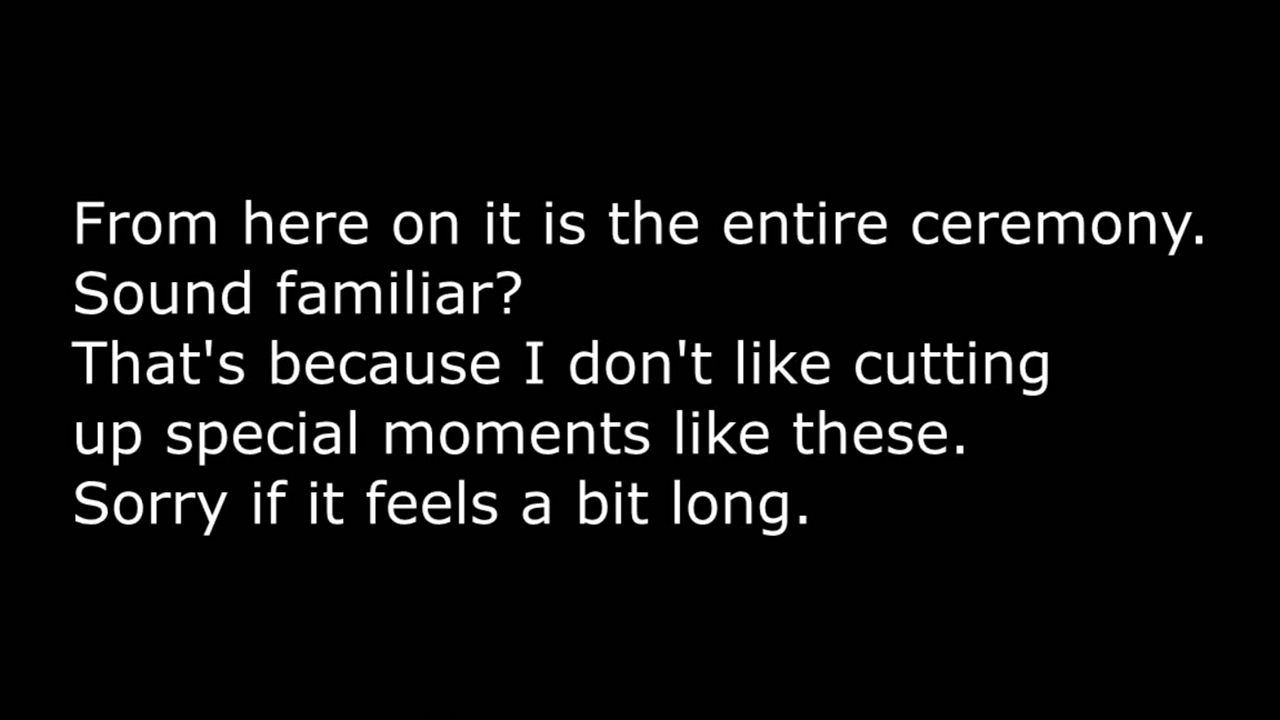 From here on it is the entire ceremony.
Sound familiar?
That's because I don't like cutting
up special moments like these.
Sorry if it feels a bit long.